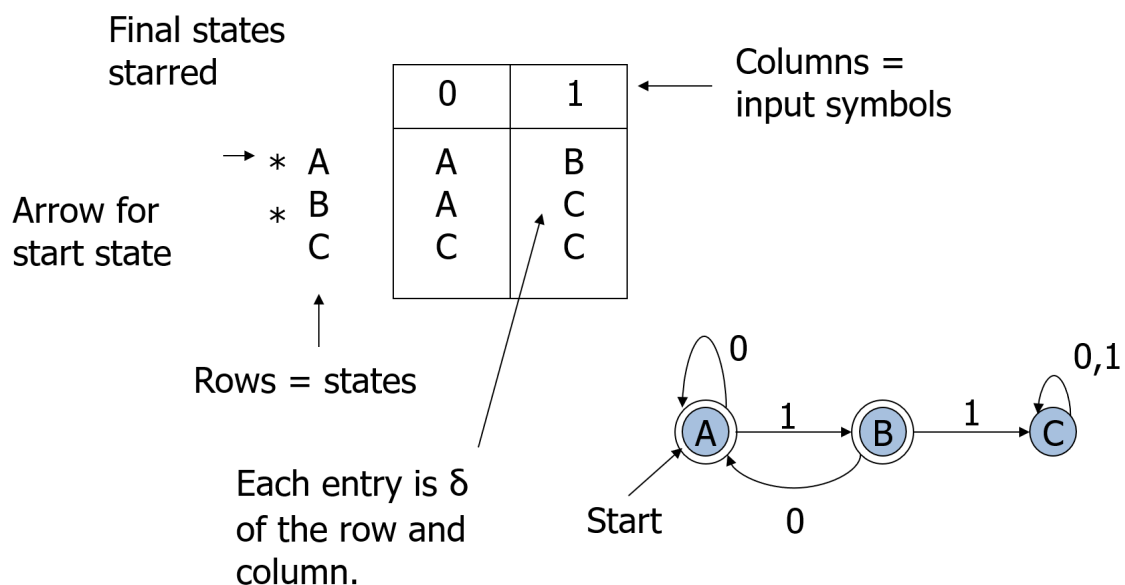 Final states
starred
0 1
Columns =
input symbols
* A A B
* B A C
C C C
Arrow for
start state
Rows = states
Each entry is δ
of the row and
column.
0
0,1
A 1 B 1 C
Start
0